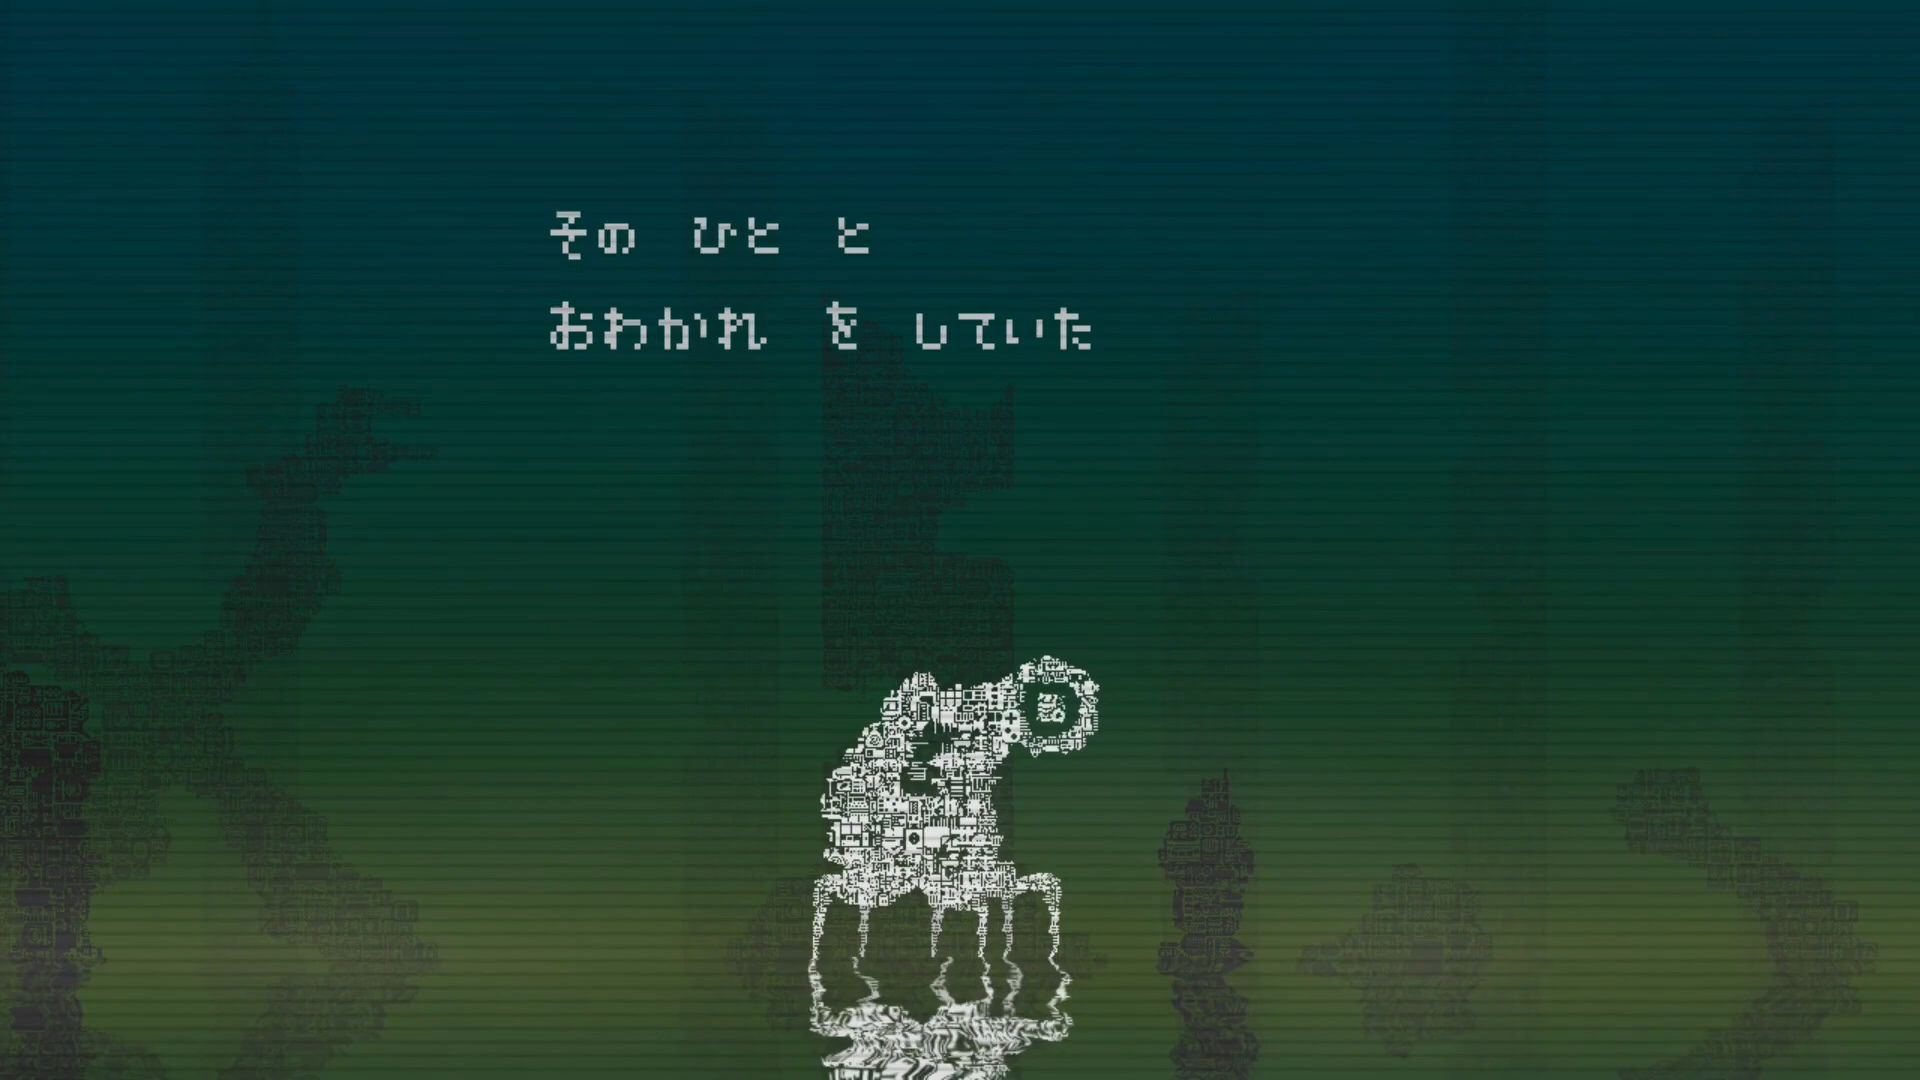 その ひと と
おわかれ を していた